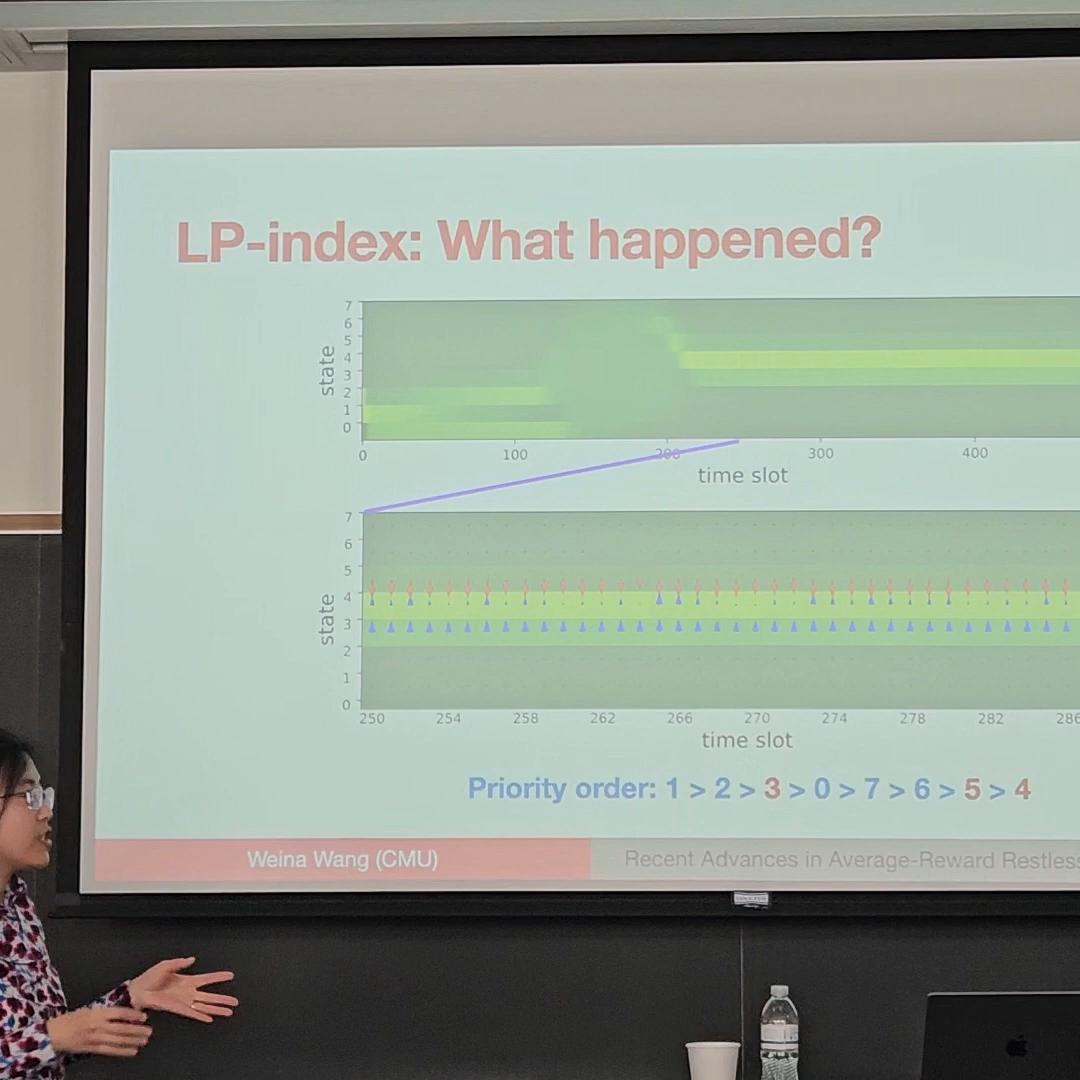 LP-index: What happened?
7
6
5
4
3
2
1
0
state
0 100 200 300 400
time slot
7
6
5
4
3
2
1
0
state
250 254 258 262 266 270 274 278 282 286
time slot
Priority order: 1 > 2 > 3 > 0 > 7 > 6 > 5 > 4
Weina Wang (CMU)
Recent Advances in Average-Reward Restless